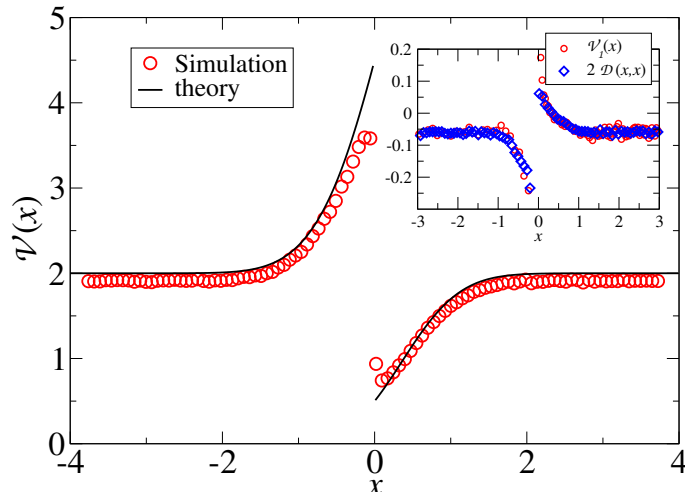 Simulation
theory
𝒱₁(x)
2 𝒟(x,x)
0.2
0.1
0
-0.1
-0.2
-3 -2 -1 0 1 2 3
x
𝒱(x)
5
4
3
2
1
0
-4 -2 0 2 4
x